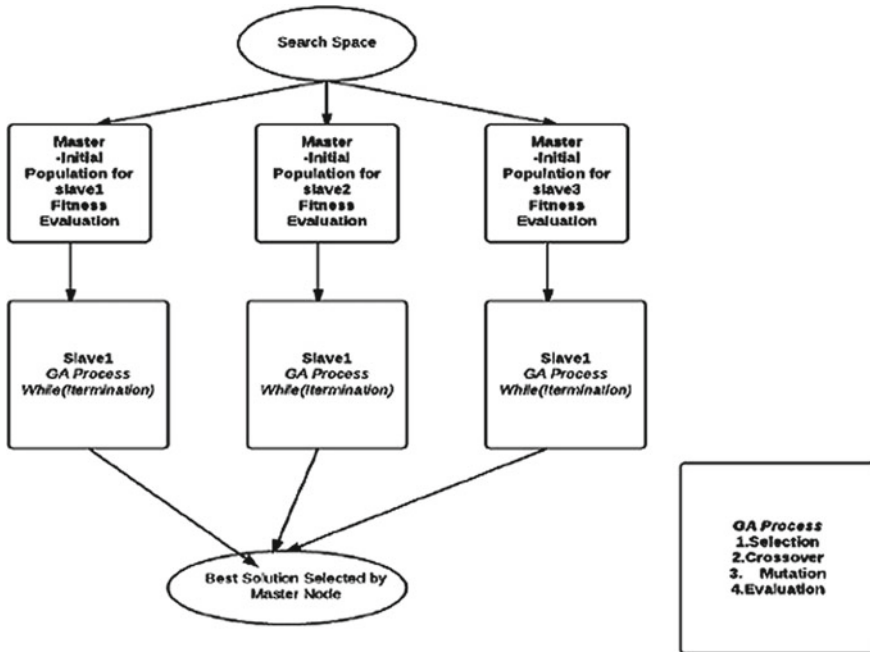 Search Space
Master
-Initial
Population for
slave1
Fitness
Evaluation
Master
-Initial
Population for
slave2
Fitness
Evaluation
Master
-Initial
Population for
slave3
Fitness
Evaluation
Slave1
GA Process
While(!termination)
Slave1
GA Process
While(!termination)
Slave1
GA Process
While(!termination)
Best Solution Selected by
Master Node
GA Process
1.Selection
2.Crossover
3. Mutation
4.Evaluation